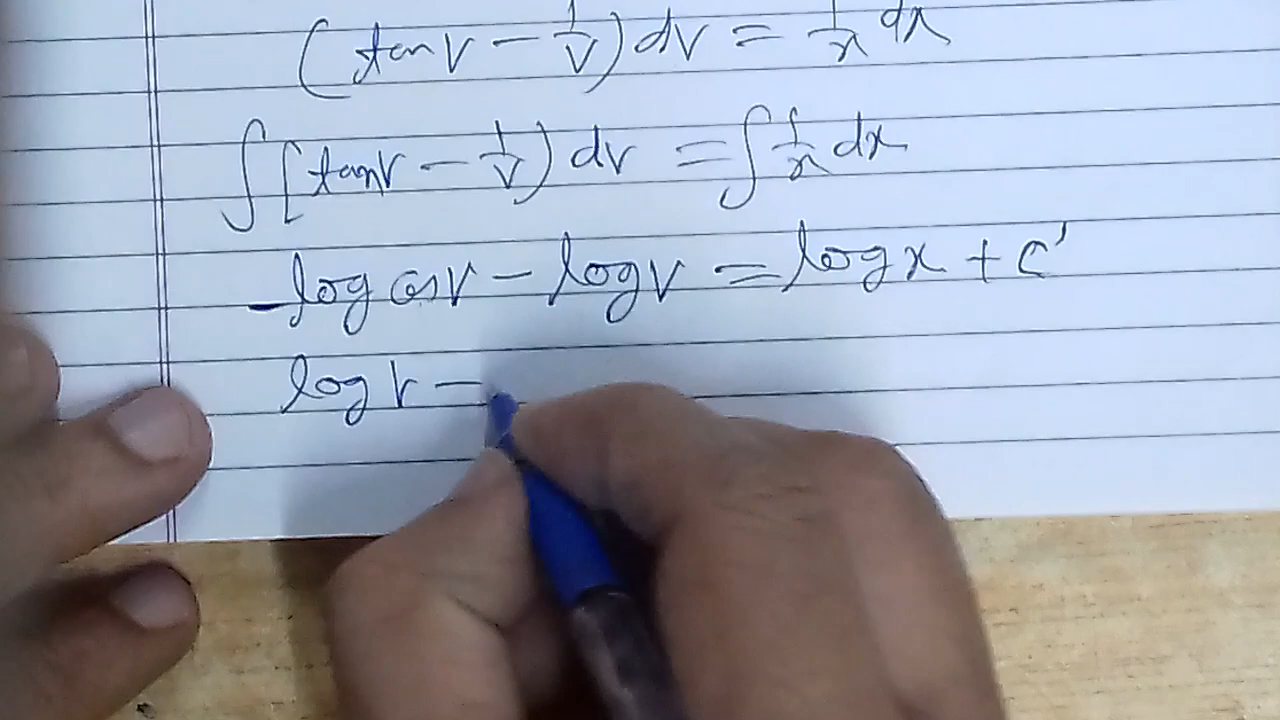 (tan v - 1/v) dv = 1/x dx
∫ [tan v - 1/v) dv = ∫ 1/x dx
-log cos v - log v = log x + c'
log v -